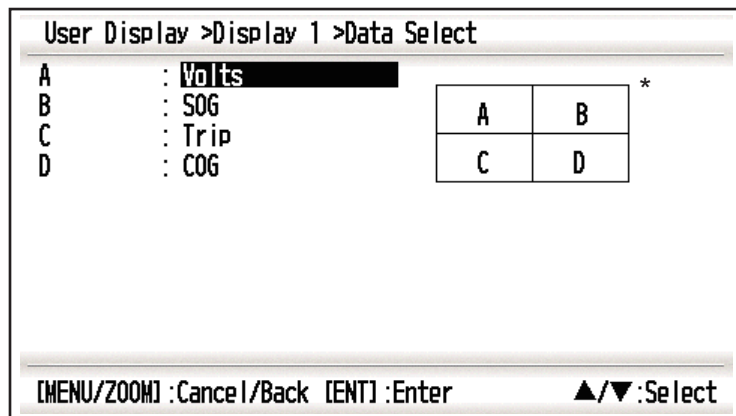 User Display >Display 1 >Data Select
A : Volts
B : SOG
C : Trip
D : COG
*
A B
C D
[MENU/ZOOM] :Cancel/Back [ENT] :Enter ▲/▼:Select